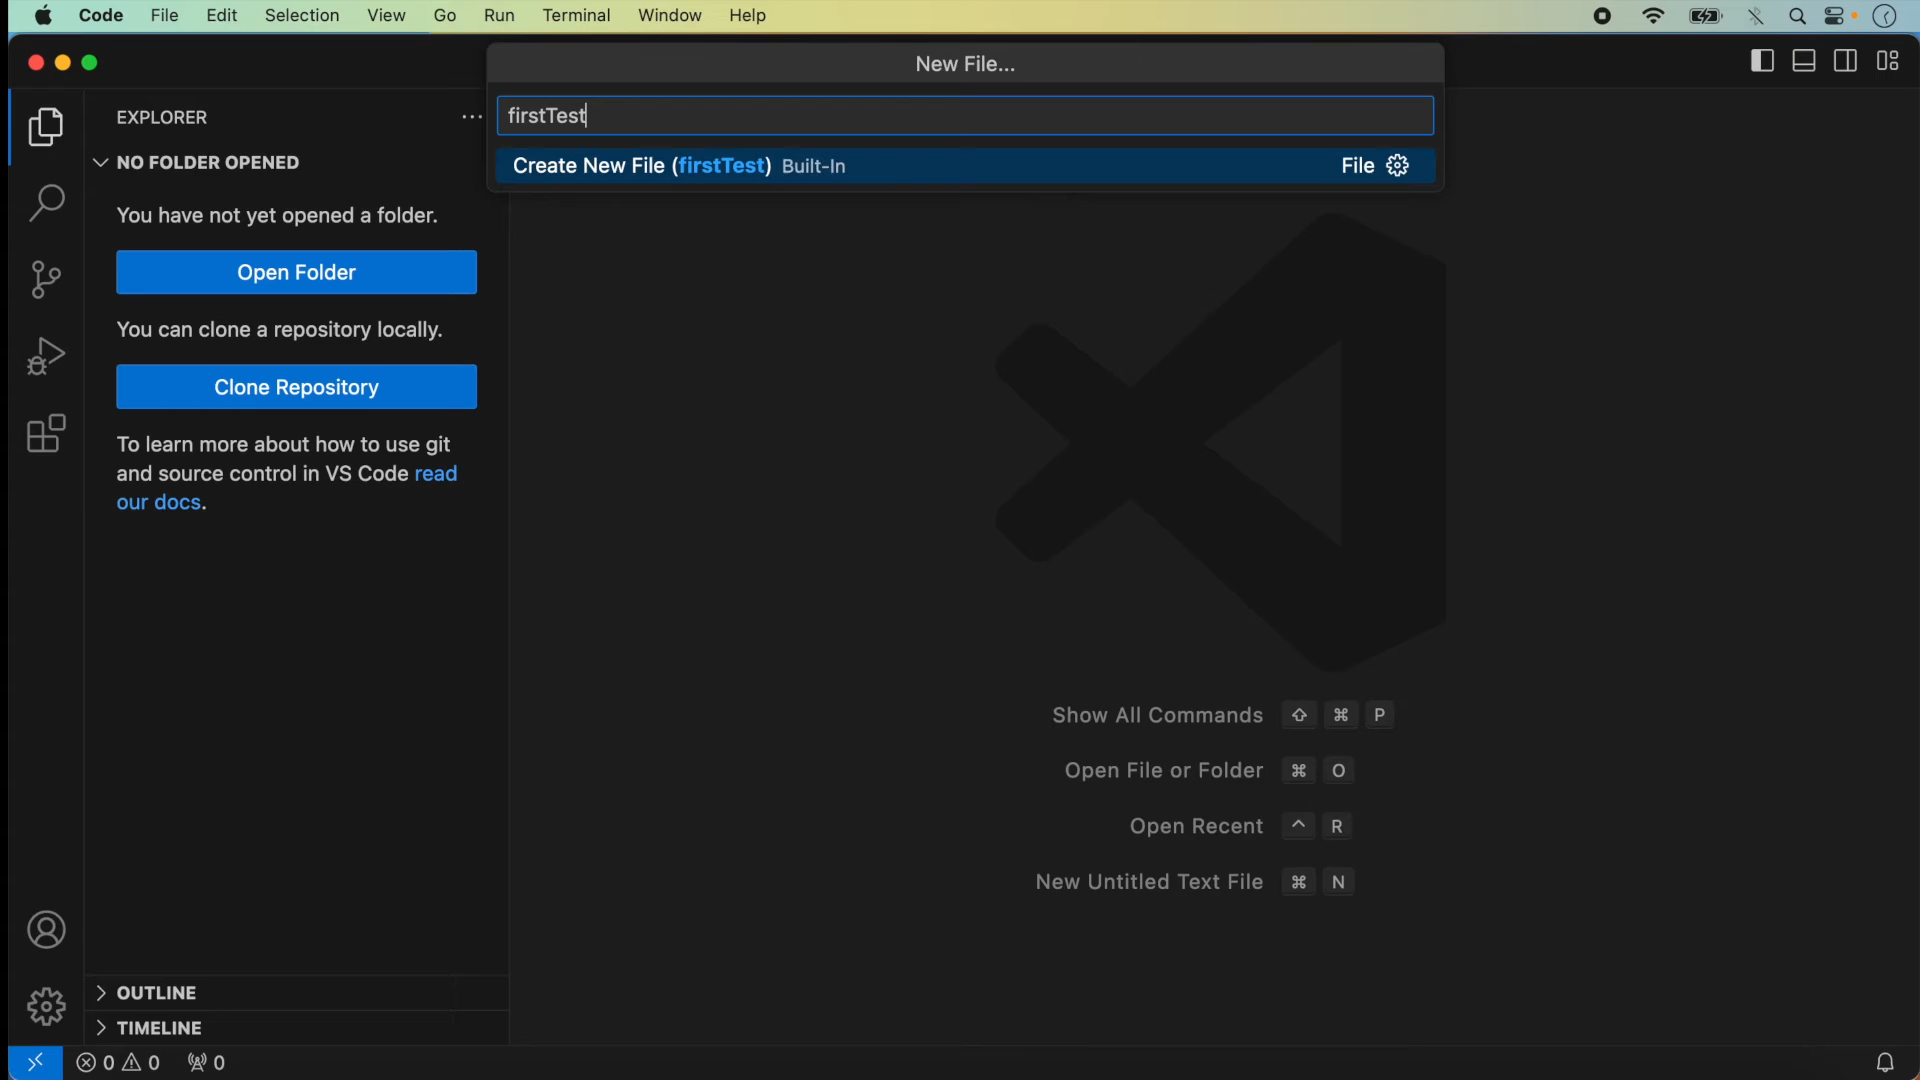 Code File Edit Selection View Go Run Terminal Window Help
New File...
firstTest
Create New File (firstTest) Built-In File
EXPLORER
NO FOLDER OPENED
You have not yet opened a folder.
Open Folder
You can clone a repository locally.
Clone Repository
To learn more about how to use git
and source control in VS Code read
our docs.
Show All Commands ⇧ ⌘ P
Open File or Folder ⌘ O
Open Recent ^ R
New Untitled Text File ⌘ N
OUTLINE
TIMELINE
0 0 0